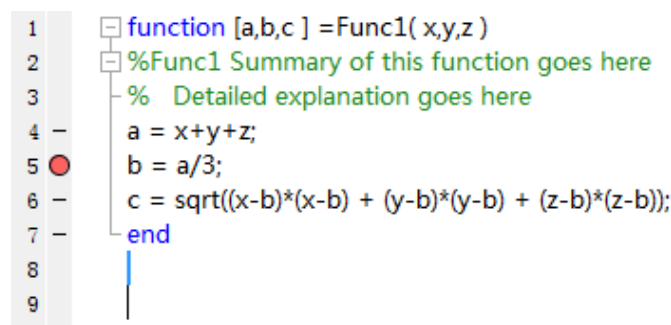 1 function [a,b,c ] =Func1( x,y,z )
2 %Func1 Summary of this function goes here
3 %   Detailed explanation goes here
4 – a = x+y+z;
5 b = a/3;
6 – c = sqrt((x-b)*(x-b) + (y-b)*(y-b) + (z-b)*(z-b));
7 – end
8
9